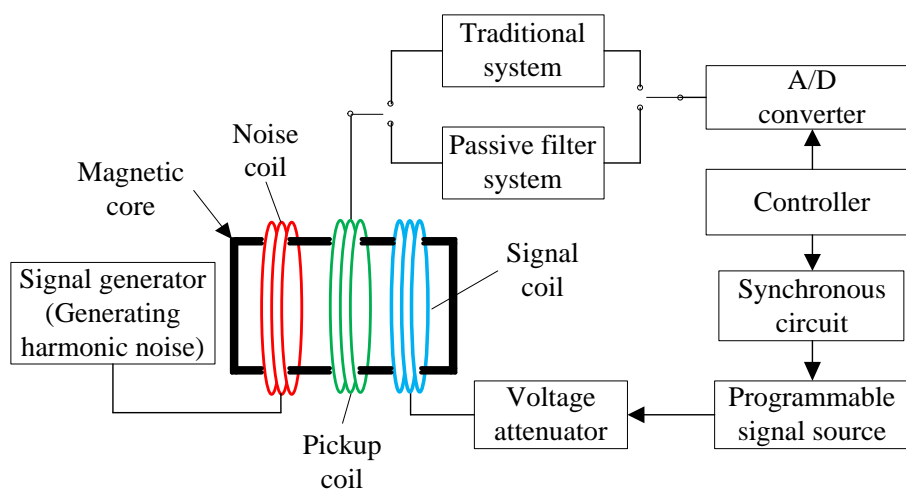 Traditional
system
A/D
converter
Noise
coil
Passive filter
system
Magnetic
core
Controller
Signal
coil
Signal generator
(Generating
harmonic noise)
Synchronous
circuit
Voltage
attenuator
Programmable
signal source
Pickup
coil